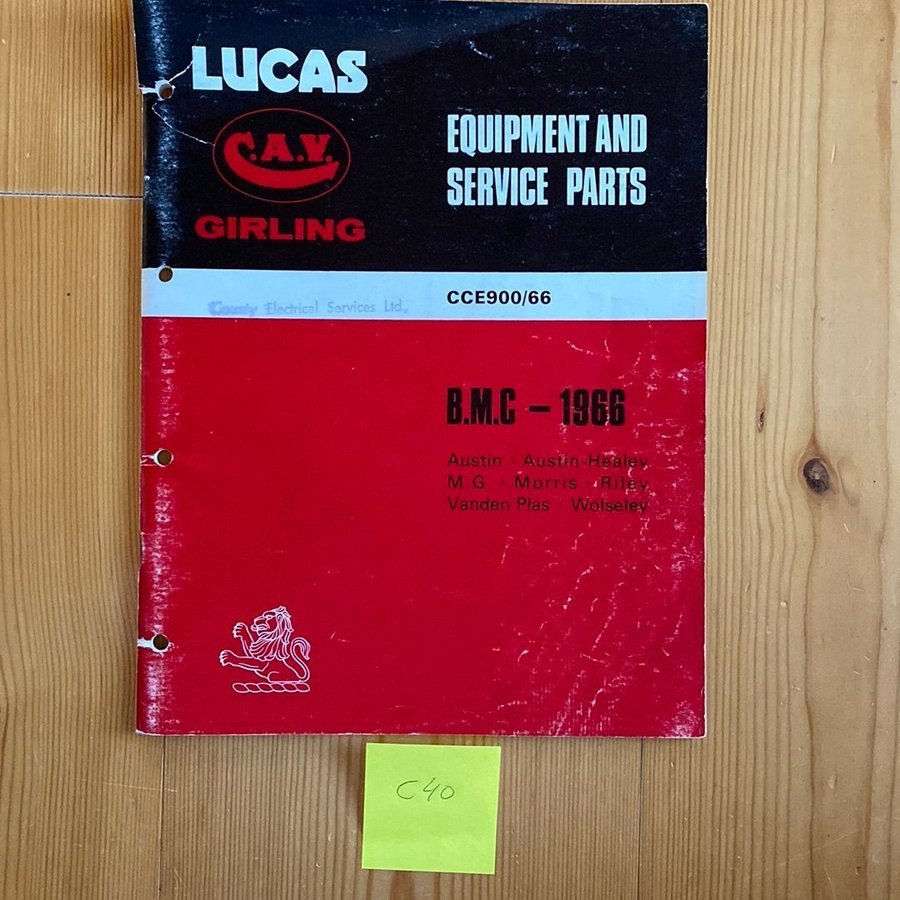 LUCAS
C.A.V.
GIRLING
EQUIPMENT AND
SERVICE PARTS
CCE900/66
County Electrical Services Ltd.,
B.M.C – 1966
Austin · Austin-Healey
M G · Morris · Riley
Vanden Plas · Wolseley
C40